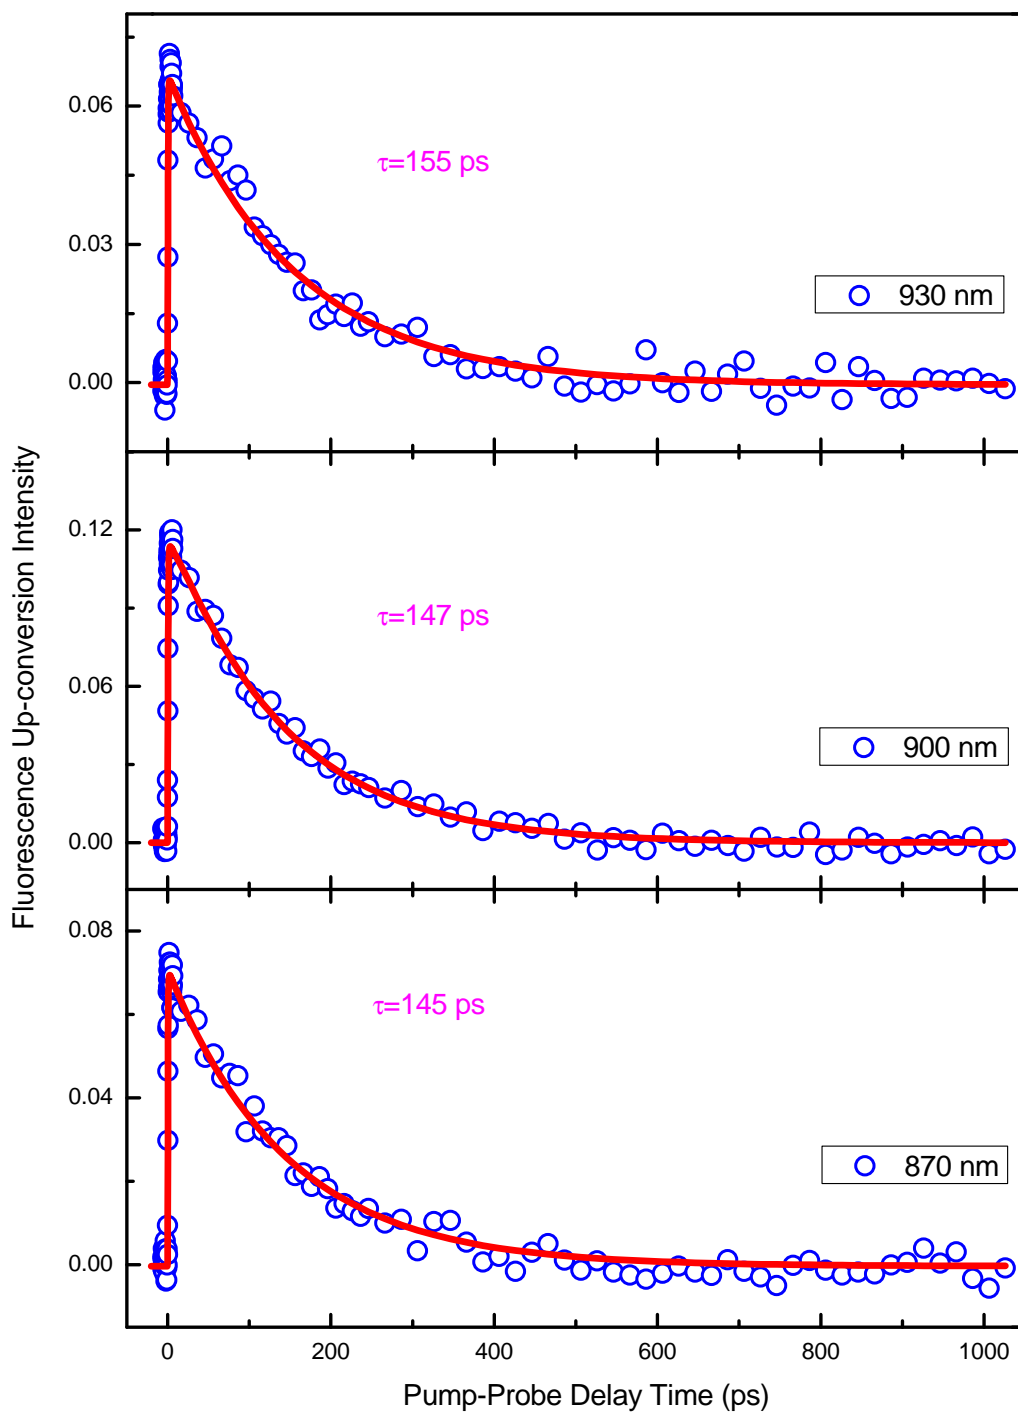 0.06
τ=155 ps
0.03
930 nm
0.00
Fluorescence Up-conversion Intensity
0.12
τ=147 ps
0.06
900 nm
0.00
0.08
τ=145 ps
0.04
870 nm
0.00
0 200 400 600 800 1000
Pump-Probe Delay Time (ps)